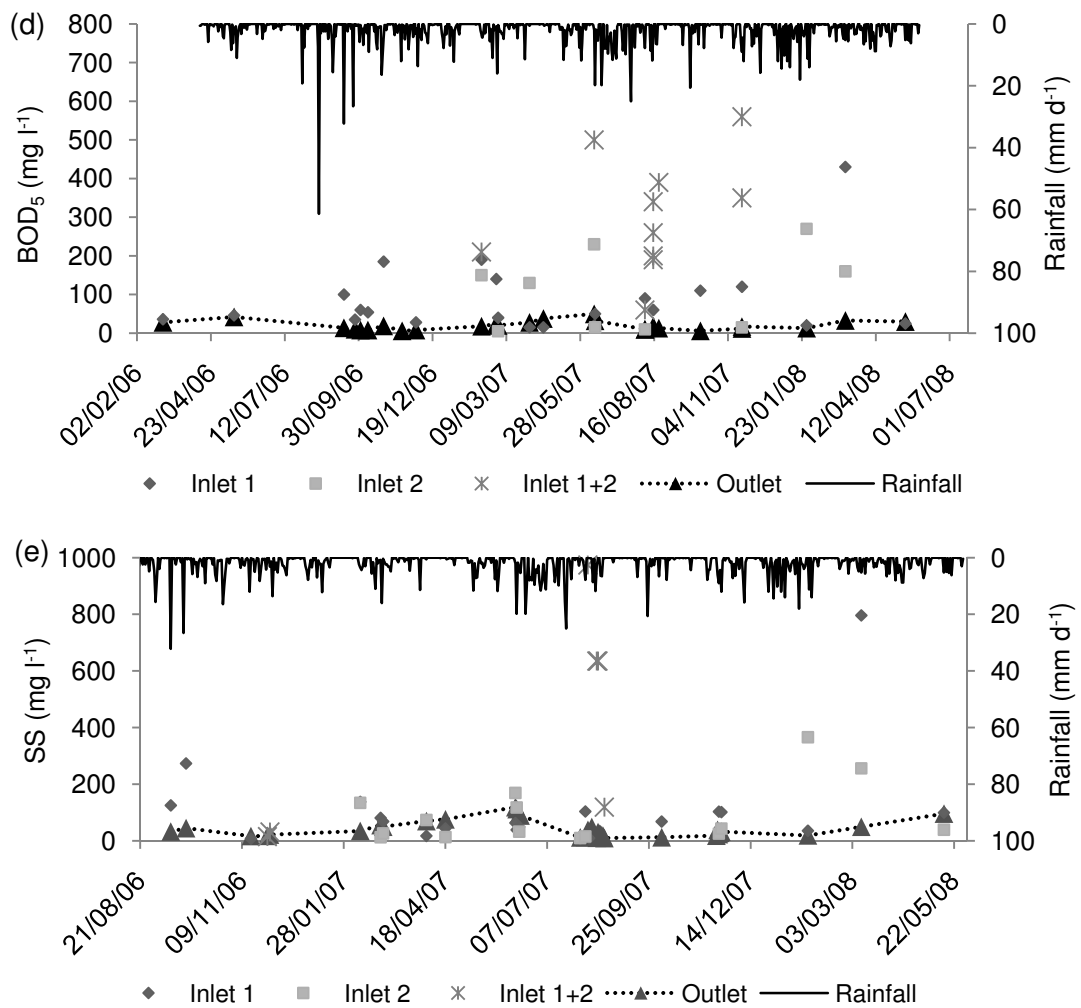 (d)
800
700
600
500
400
300
200
100
0
BOD5 (mg l-1)
0
20
40
60
80
100
Rainfall (mm d-1)
02/02/06 23/04/06 12/07/06 30/09/06 19/12/06 09/03/07 28/05/07 16/08/07 04/11/07 23/01/08 12/04/08 01/07/08
Inlet 1 Inlet 2 Inlet 1+2 Outlet Rainfall
(e)
1000
800
600
400
200
0
SS (mg l-1)
0
20
40
60
80
100
Rainfall (mm d-1)
21/08/06 09/11/06 28/01/07 18/04/07 07/07/07 25/09/07 14/12/07 03/03/08 22/05/08
Inlet 1 Inlet 2 Inlet 1+2 Outlet Rainfall